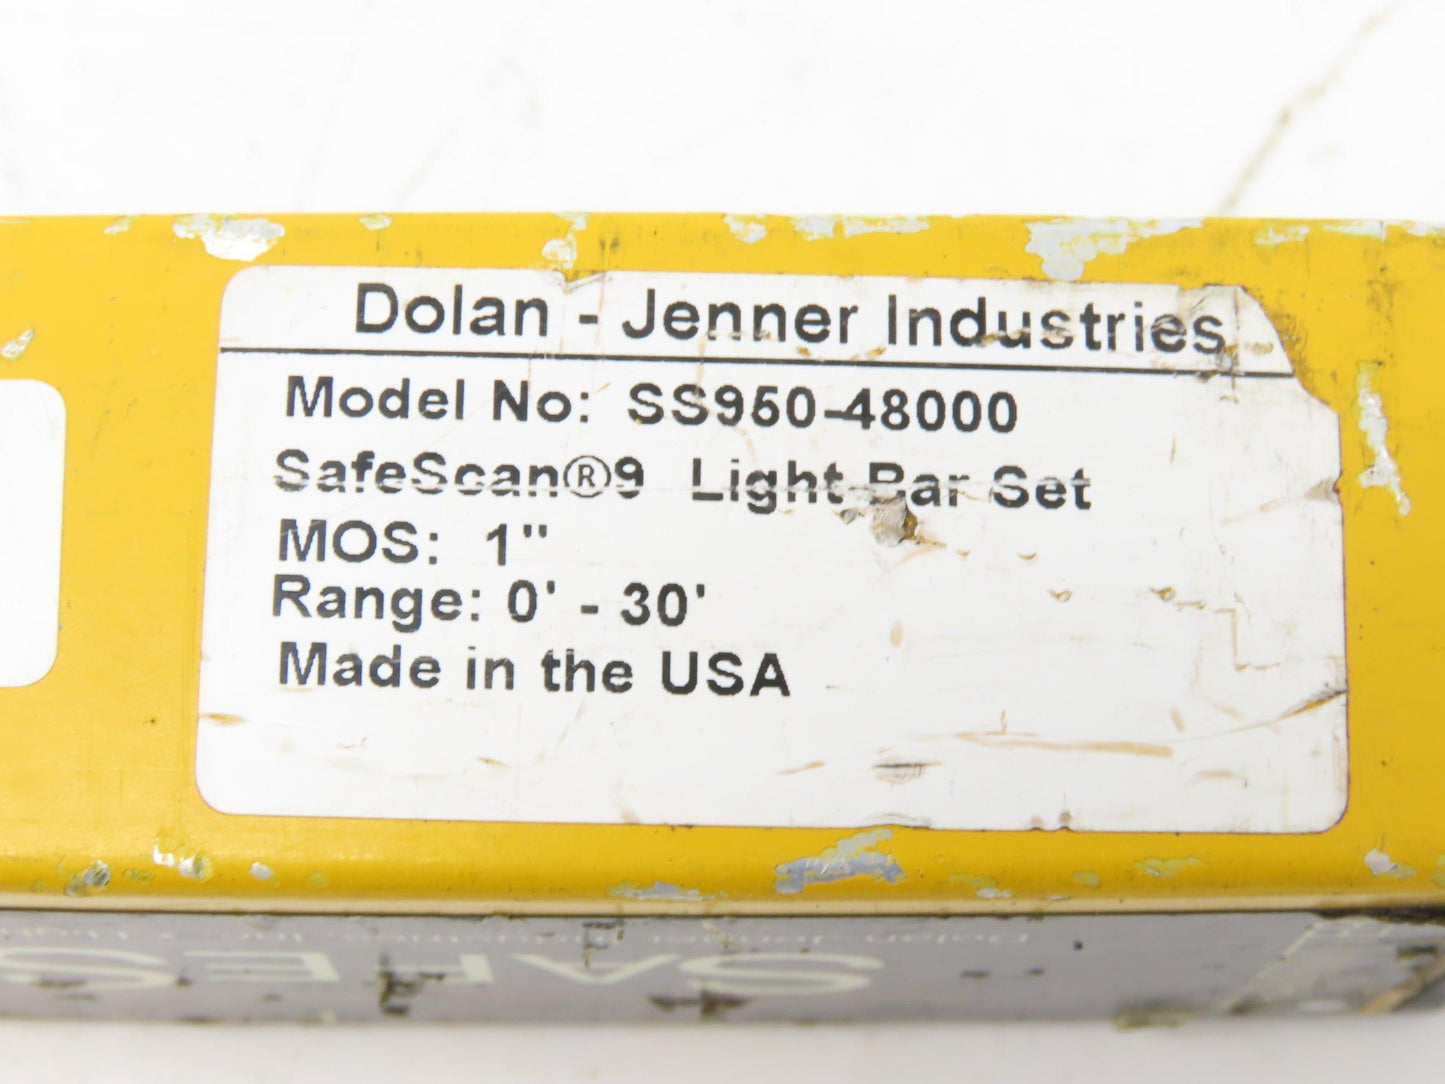 Dolan - Jenner Industries
Model No: SS950-48000
SafeScan®9 Light Bar Set
MOS: 1"
Range: 0' - 30'
Made in the USA